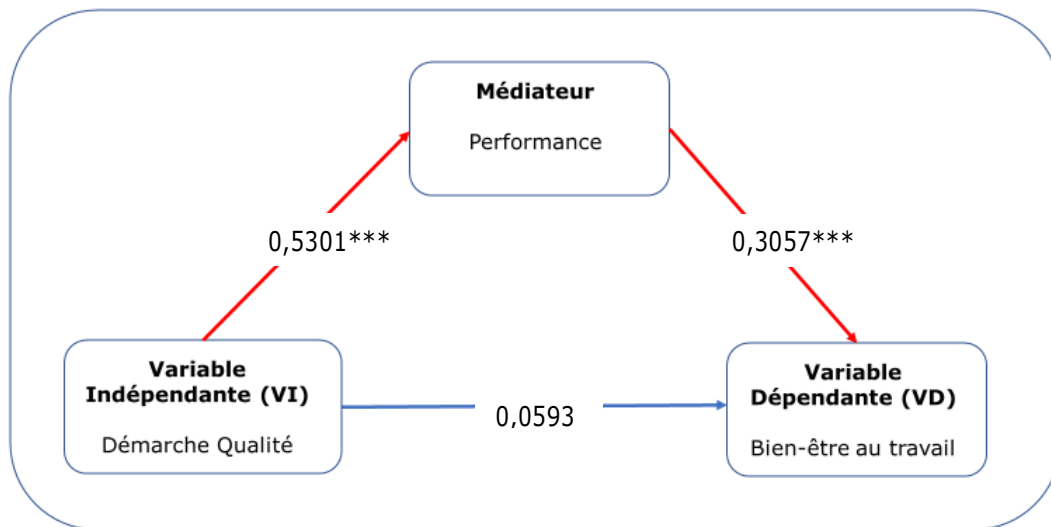 Médiateur
Performance
0,5301***
0,3057***
Variable
Indépendante (VI)
Démarche Qualité
0,0593
Variable
Dépendante (VD)
Bien-être au travail